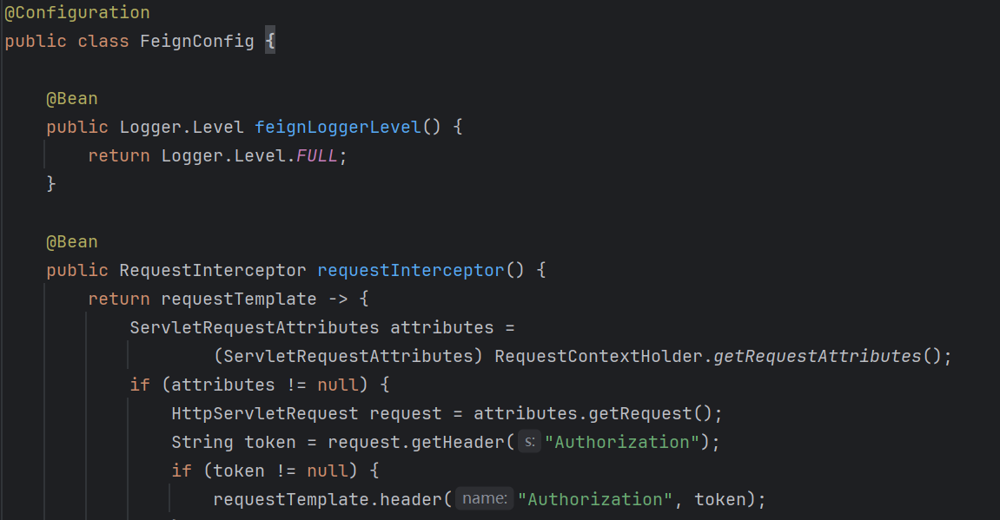 @Configuration
public class FeignConfig {
@Bean
public Logger.Level feignLoggerLevel() {
return Logger.Level.FULL;
}
@Bean
public RequestInterceptor requestInterceptor() {
return requestTemplate -> {
ServletRequestAttributes attributes =
(ServletRequestAttributes) RequestContextHolder.getRequestAttributes();
if (attributes != null) {
HttpServletRequest request = attributes.getRequest();
String token = request.getHeader( s: "Authorization");
if (token != null) {
requestTemplate.header( name: "Authorization", token);